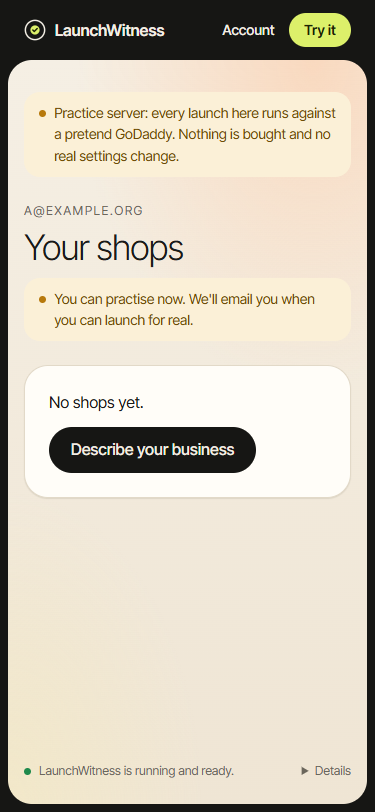 LaunchWitness
Account
Try it
Practice server: every launch here runs against
a pretend GoDaddy. Nothing is bought and no
real settings change.
A@EXAMPLE.ORG
Your shops
You can practise now. We'll email you when
you can launch for real.
No shops yet.
Describe your business
LaunchWitness is running and ready.
Details